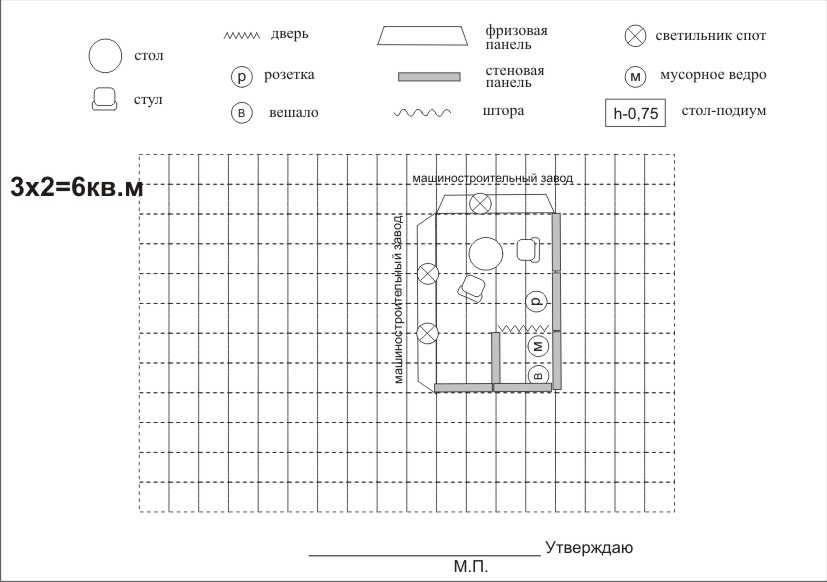 стол
стул
дверь
р розетка
в вешало
фризовая
панель
стеновая
панель
штора
светильник спот
м мусорное ведро
h-0,75 стол-подиум
3х2=6кв.м
машиностроительный завод
машиностроительный завод
р
м
в
Утверждаю
М.П.